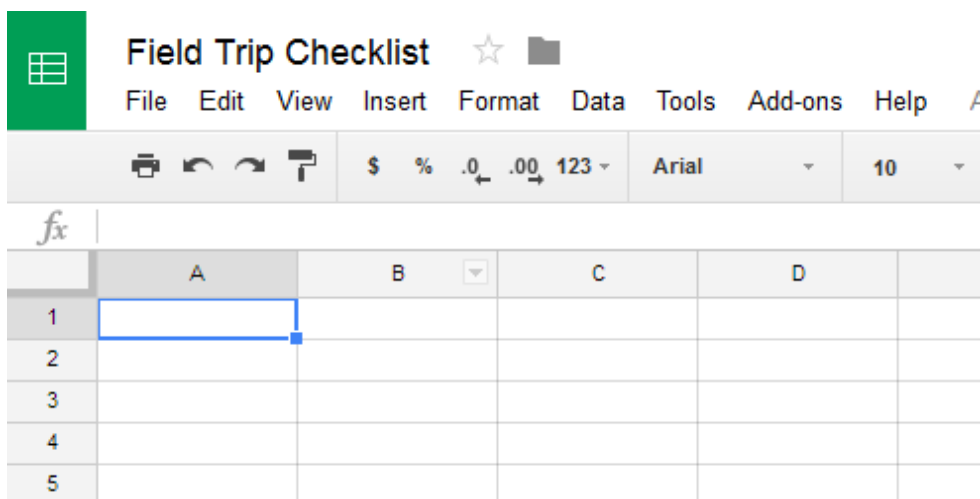 Field Trip Checklist
File Edit View Insert Format Data Tools Add-ons Help
$ % .0 .00 123 Arial 10
fx
A B C D
1
2
3
4
5